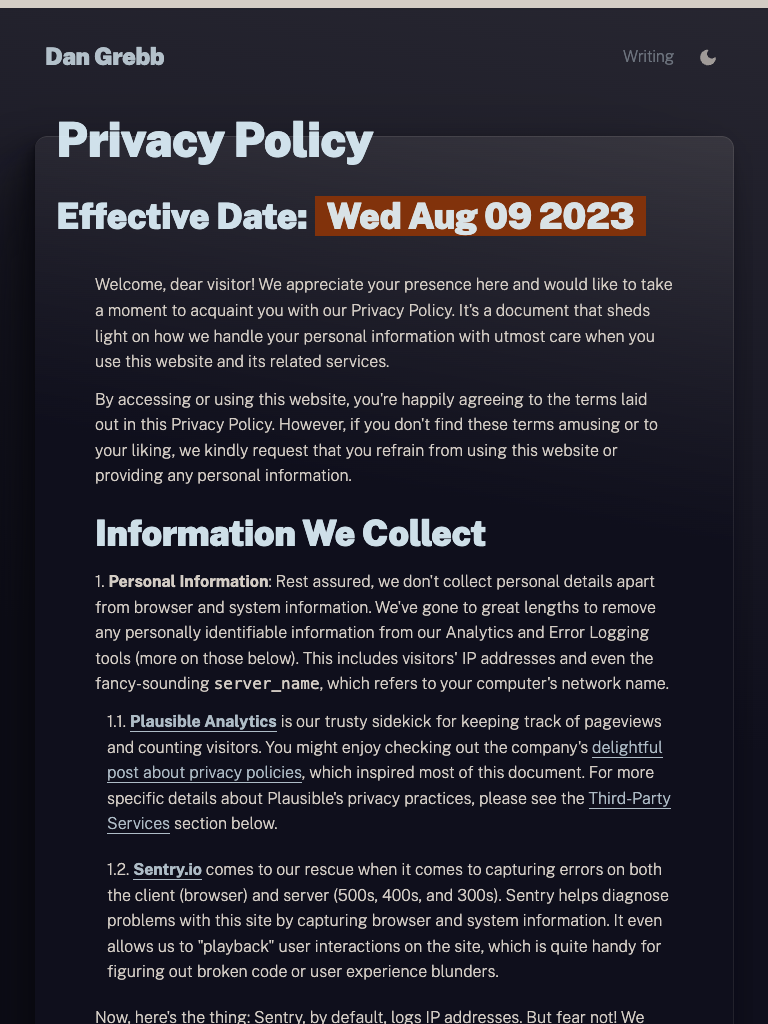 Dan Grebb
Writing
Privacy Policy
Effective Date: Wed Aug 09 2023
Welcome, dear visitor! We appreciate your presence here and would like to take
a moment to acquaint you with our Privacy Policy. It's a document that sheds
light on how we handle your personal information with utmost care when you
use this website and its related services.
By accessing or using this website, you're happily agreeing to the terms laid
out in this Privacy Policy. However, if you don't find these terms amusing or to
your liking, we kindly request that you refrain from using this website or
providing any personal information.
Information We Collect
1. Personal Information: Rest assured, we don't collect personal details apart
from browser and system information. We've gone to great lengths to remove
any personally identifiable information from our Analytics and Error Logging
tools (more on those below). This includes visitors' IP addresses and even the
fancy-sounding server_name, which refers to your computer's network name.
1.1. Plausible Analytics is our trusty sidekick for keeping track of pageviews
and counting visitors. You might enjoy checking out the company's delightful
post about privacy policies, which inspired most of this document. For more
specific details about Plausible's privacy practices, please see the Third-Party
Services section below.
1.2. Sentry.io comes to our rescue when it comes to capturing errors on both
the client (browser) and server (500s, 400s, and 300s). Sentry helps diagnose
problems with this site by capturing browser and system information. It even
allows us to "playback" user interactions on the site, which is quite handy for
figuring out broken code or user experience blunders.
Now, here's the thing: Sentry, by default, logs IP addresses. But fear not! We